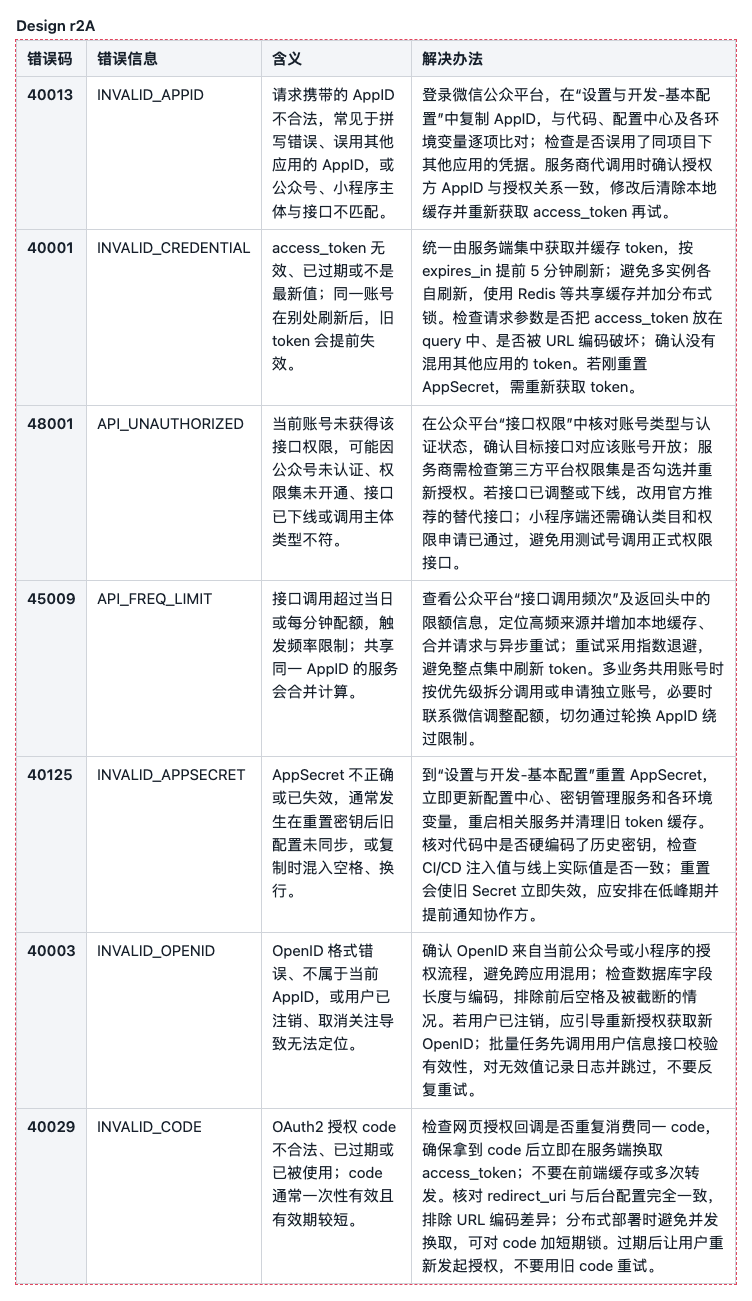 Design r2A
错误码 错误信息 含义 解决办法
40013 INVALID_APPID
请求携带的 AppID
不合法，常见于拼
写错误、误用其他
应用的 AppID，或
公众号、小程序主
体与接口不匹配。
登录微信公众平台，在“设置与开发-基本配
置”中复制 AppID，与代码、配置中心及各环
境变量逐项比对；检查是否误用了同项目下
其他应用的凭据。服务商代调用时确认授权
方 AppID 与授权关系一致，修改后清除本地
缓存并重新获取 access_token 再试。
40001 INVALID_CREDENTIAL
access_token 无
效、已过期或不是
最新值；同一账号
在别处刷新后，旧
token 会提前失
效。
统一由服务端集中获取并缓存 token，按
expires_in 提前 5 分钟刷新；避免多实例各
自刷新，使用 Redis 等共享缓存并加分布式
锁。检查请求参数是否把 access_token 放在
query 中、是否被 URL 编码破坏；确认没有
混用其他应用的 token。若刚重置
AppSecret，需重新获取 token。
48001 API_UNAUTHORIZED
当前账号未获得该
接口权限，可能因
公众号未认证、权
限集未开通、接口
已下线或调用主体
类型不符。
在公众平台“接口权限”中核对账号类型与认
证状态，确认目标接口对应该账号开放；服
务商需检查第三方平台权限集是否勾选并重
新授权。若接口已调整或下线，改用官方推
荐的替代接口；小程序端还需确认类目和权
限申请已通过，避免用测试号调用正式权限
接口。
45009 API_FREQ_LIMIT
接口调用超过当日
或每分钟配额，触
发频率限制；共享
同一 AppID 的服务
会合并计算。
查看公众平台“接口调用频次”及返回头中的
限额信息，定位高频来源并增加本地缓存、
合并请求与异步重试；重试采用指数退避，
避免整点集中刷新 token。多业务共用账号时
按优先级拆分调用或申请独立账号，必要时
联系微信调整配额，切勿通过轮换 AppID 绕
过限制。
40125 INVALID_APPSECRET
AppSecret 不正确
或已失效，通常发
生在重置密钥后旧
配置未同步，或复
制时混入空格、换
行。
到“设置与开发-基本配置”重置 AppSecret，
立即更新配置中心、密钥管理服务和各环境
变量，重启相关服务并清理旧 token 缓存。
核对代码中是否硬编码了历史密钥，检查
CI/CD 注入值与线上实际值是否一致；重置
会使旧 Secret 立即失效，应安排在低峰期并
提前通知协作方。
40003 INVALID_OPENID
OpenID 格式错
误、不属于当前
AppID，或用户已
注销、取消关注导
致无法定位。
确认 OpenID 来自当前公众号或小程序的授
权流程，避免跨应用混用；检查数据库字段
长度与编码，排除前后空格及被截断的情
况。若用户已注销，应引导重新授权获取新
OpenID；批量任务先调用用户信息接口校验
有效性，对无效值记录日志并跳过，不要反
复重试。
40029 INVALID_CODE
OAuth2 授权 code
不合法、已过期或
已被使用；code
通常一次性有效且
有效期较短。
检查网页授权回调是否重复消费同一 code，
确保拿到 code 后立即在服务端换取
access_token；不要在前端缓存或多次转
发。核对 redirect_uri 与后台配置完全一致，
排除 URL 编码差异；分布式部署时避免并发
换取，可对 code 加短期锁。过期后让用户重
新发起授权，不要用旧 code 重试。